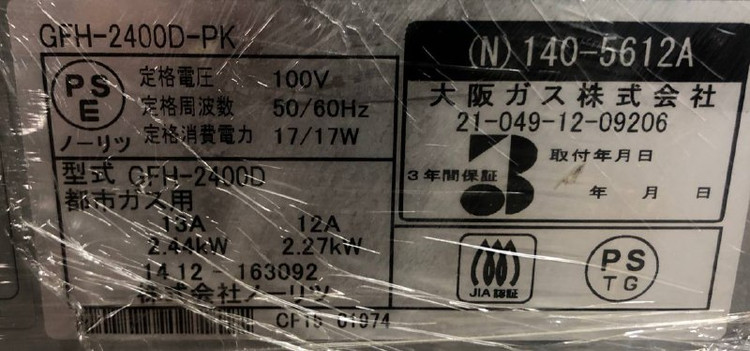 GFH-2400D-PK
PS
E
ノーリツ
定格電圧 100V
定格周波数 50/60Hz
定格消費電力 17/17W
型式 GFH-2400D
都市ガス用
13A 12A
2.44kW 2.27kW
14.12-163092
株式会社ノーリツ
CF15 01974
(N) 140-5612A
大阪ガス株式会社
21-049-12-09206
3年間保証
取付年月日
年 月 日
JIA認証
PS
TG